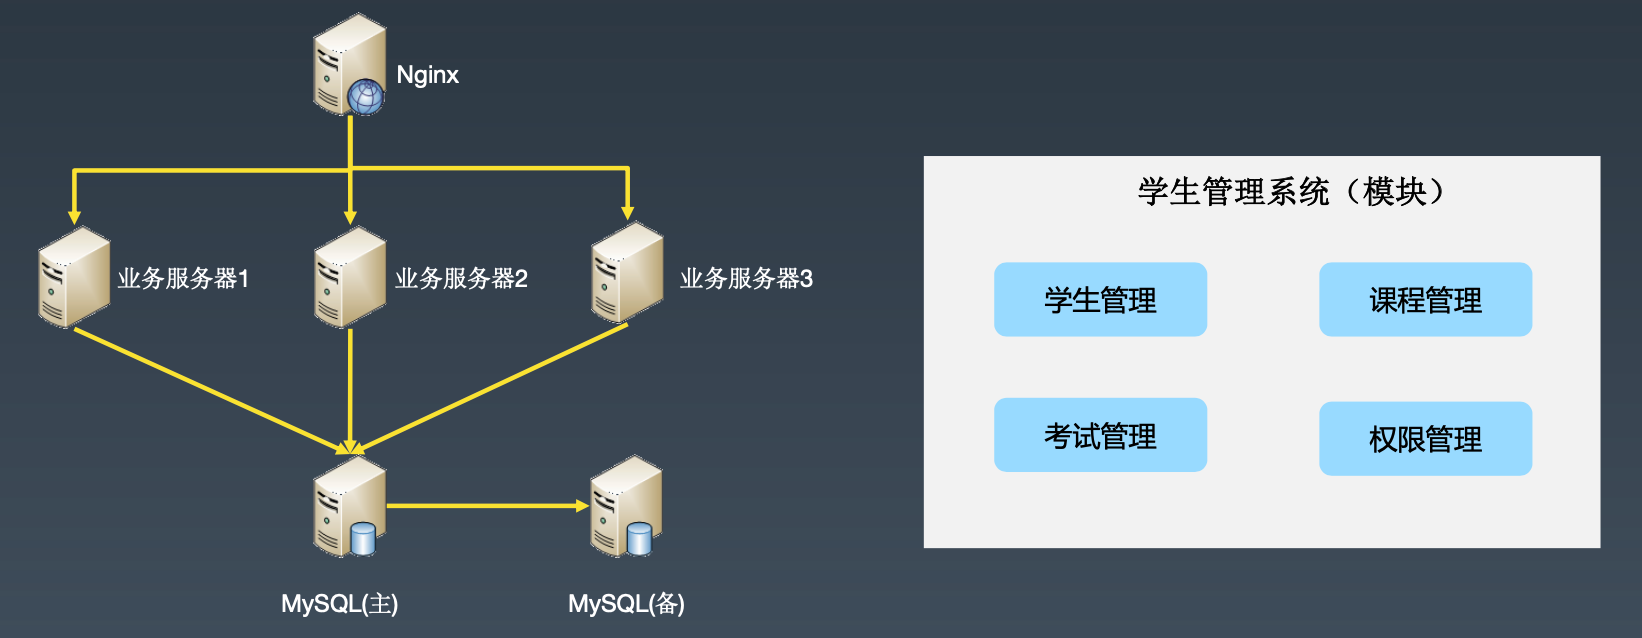 Nginx
业务服务器1
业务服务器2
业务服务器3
MySQL(主)
MySQL(备)
学生管理系统（模块）
学生管理
课程管理
考试管理
权限管理